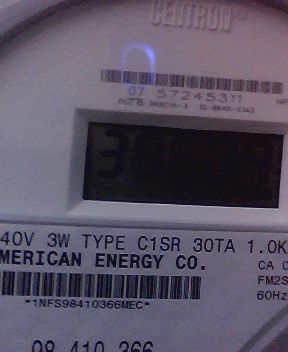 CENTRON®
07 57245311
40V 3W TYPE C1SR 30TA 1.0K
MERICAN ENERGY CO.
CA
FM2S
60Hz
*1NFS98410366MEC*
98 410 366